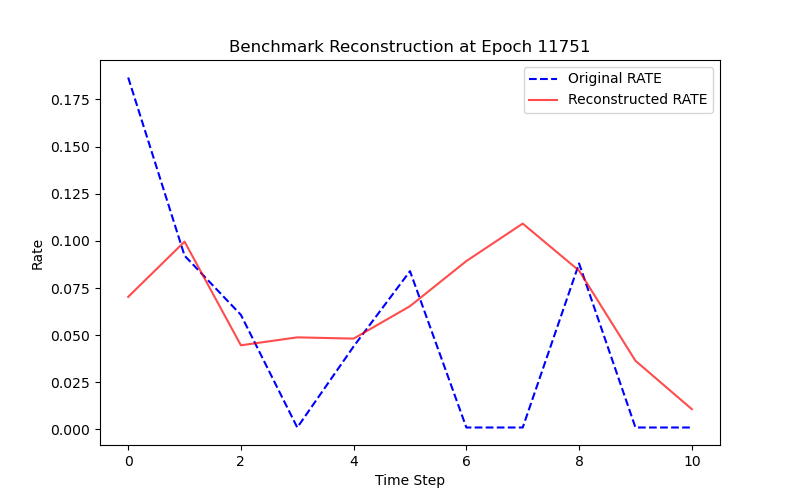 Benchmark Reconstruction at Epoch 11751
Original RATE
Reconstructed RATE
0.175
0.150
0.125
0.100
0.075
0.050
0.025
0.000
Rate
0 2 4 6 8 10
Time Step